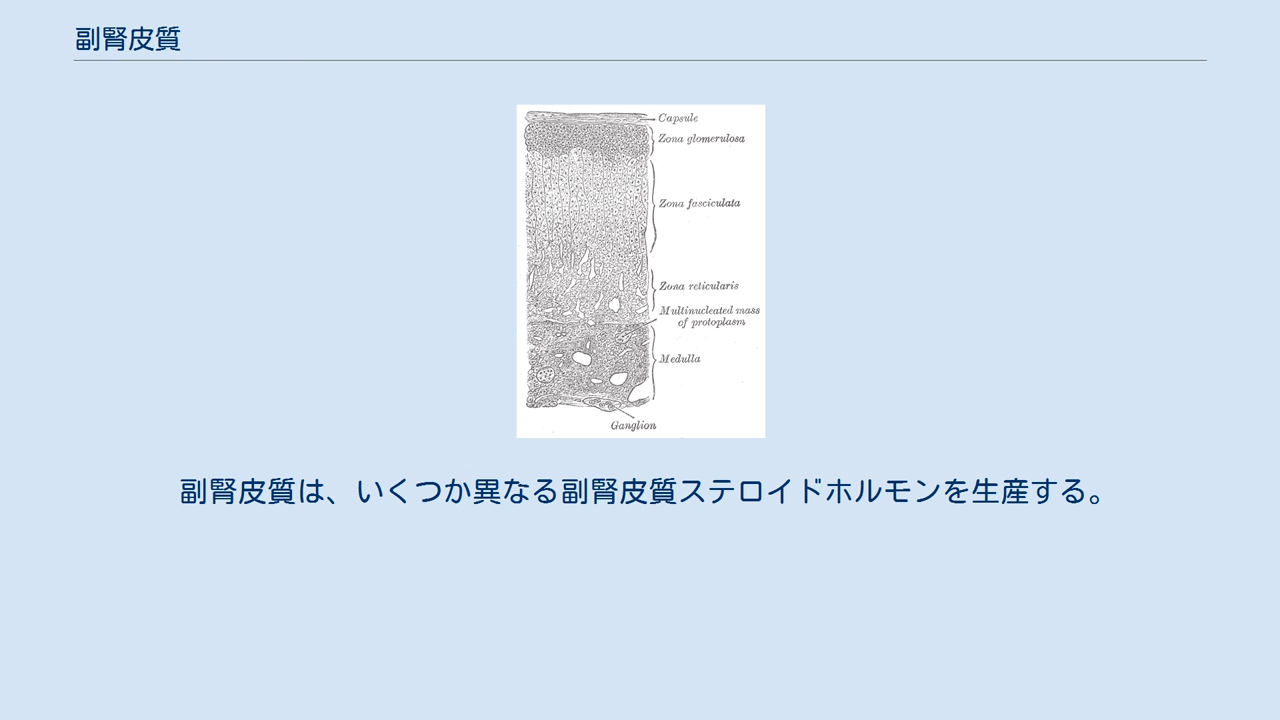 副腎皮質
Capsule
Zona glomerulosa
Zona fasciculata
Zona reticularis
Multinucleated mass
of protoplasm
Medulla
Ganglion
副腎皮質は、いくつか異なる副腎皮質ステロイドホルモンを生産する。